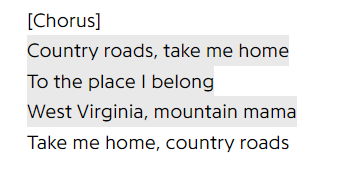 [Chorus]
Country roads, take me home
To the place I belong
West Virginia, mountain mama
Take me home, country roads